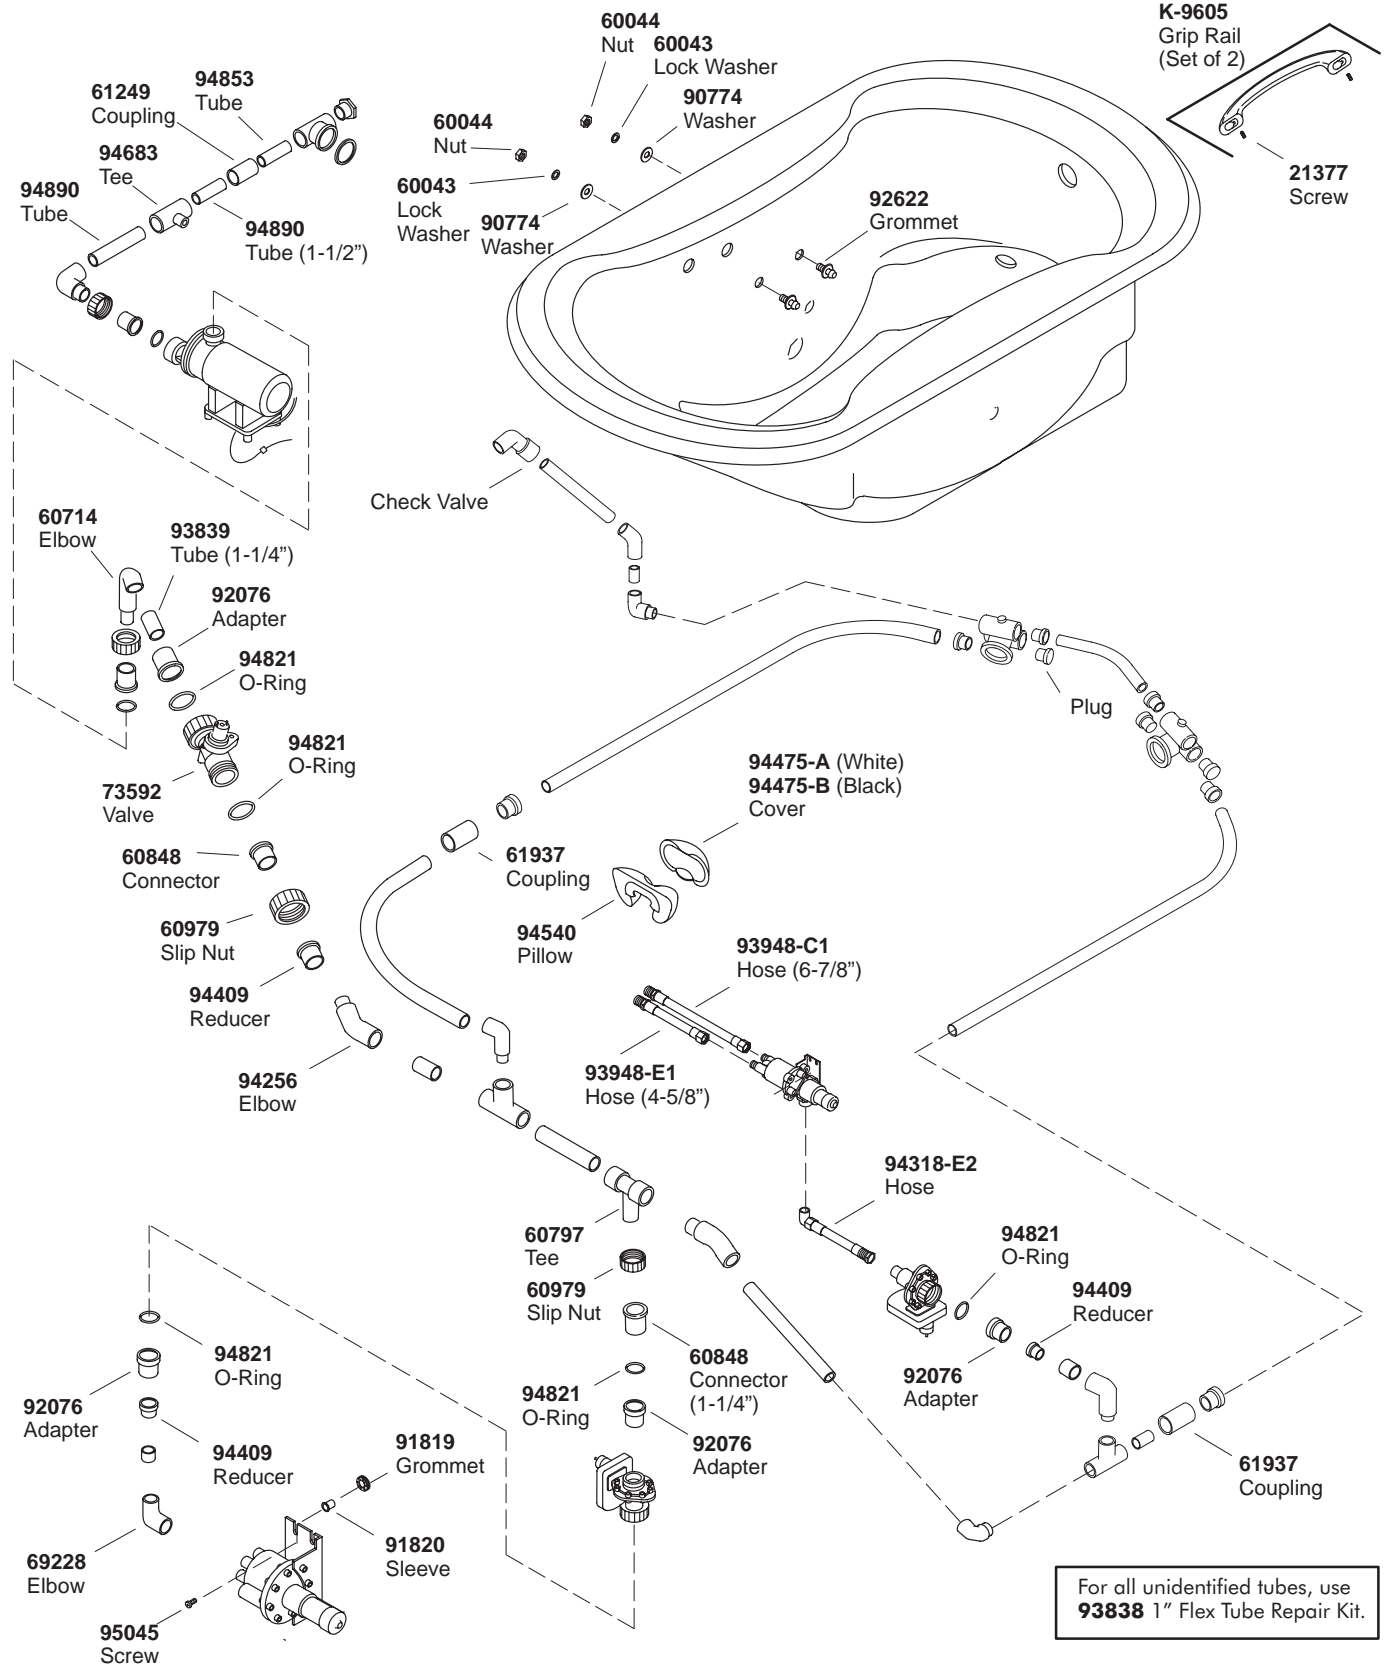 K-9605
Grip Rail
(Set of 2)
60044
Nut
60043
Lock Washer
94853
Tube
61249
Coupling
90774
Washer
60044
Nut
94683
Tee
21377
Screw
94890
Tube
60043
Lock
Washer
92622
Grommet
90774
Washer
94890
Tube (1-1/2”)
Check Valve
60714
Elbow
93839
Tube (1-1/4”)
92076
Adapter
94821
O-Ring
Plug
94821
O-Ring
94475-A (White)
94475-B (Black)
Cover
73592
Valve
60848
Connector
61937
Coupling
60979
Slip Nut
94540
Pillow
93948-C1
Hose (6-7/8”)
94409
Reducer
94256
Elbow
93948-E1
Hose (4-5/8”)
94318-E2
Hose
60797
Tee
94821
O-Ring
60979
Slip Nut
94409
Reducer
94821
O-Ring
60848
Connector
(1-1/4”)
92076
Adapter
94821
O-Ring
92076
Adapter
94409
Reducer
91819
Grommet
92076
Adapter
61937
Coupling
69228
Elbow
91820
Sleeve
95045
Screw
For all unidentified tubes, use
93838 1” Flex Tube Repair Kit.